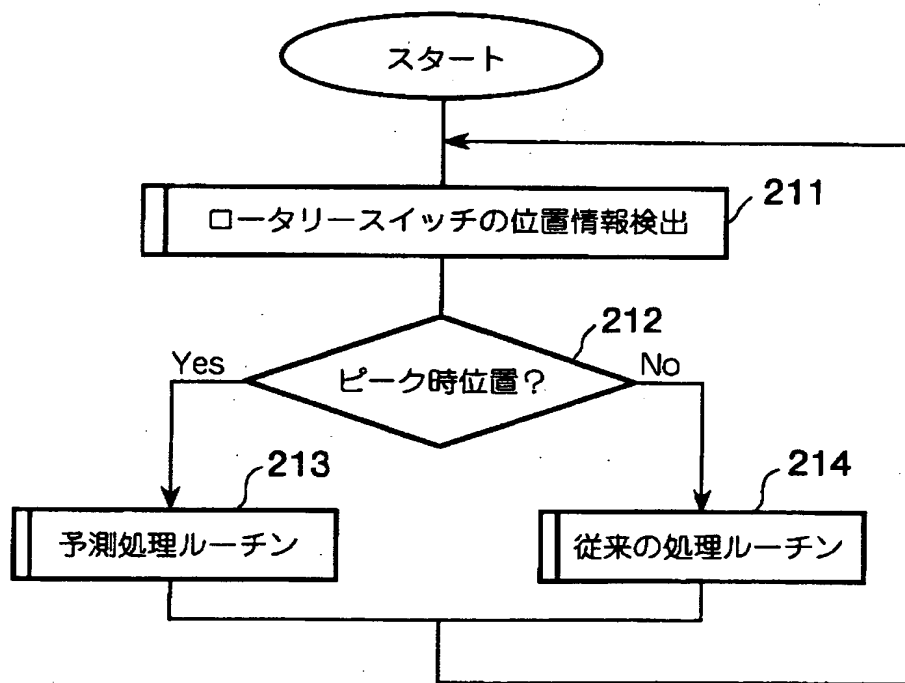 スタート
ロータリースイッチの位置情報検出
211
ピーク時位置？
212
Yes
No
予測処理ルーチン
213
従来の処理ルーチン
214